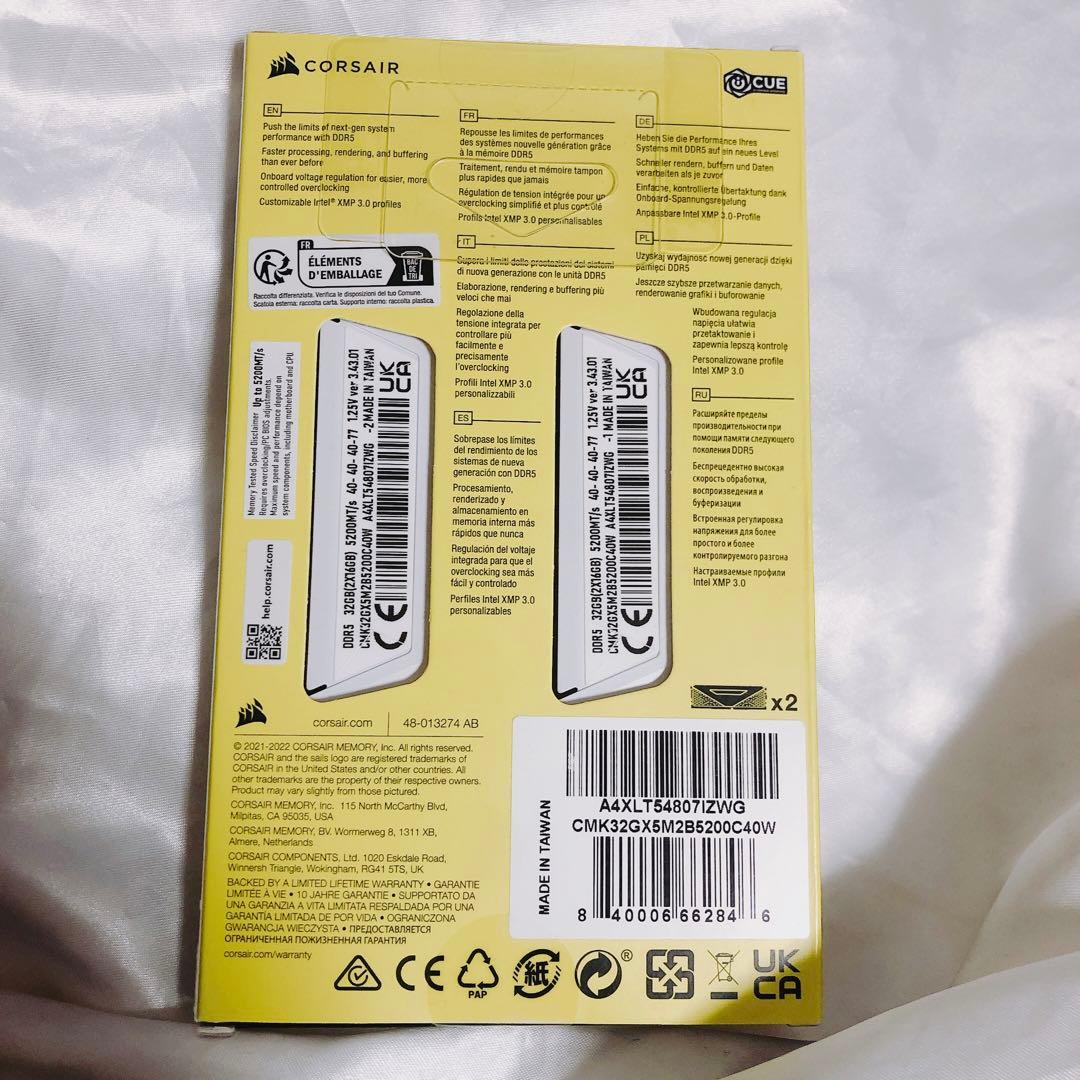 CORSAIR
CUE
EN
Push the limits of next-gen system
performance with DDR5
Faster processing, rendering, and buffering
than ever before
Onboard voltage regulation for easier, more
controlled overclocking
Customizable Intel® XMP 3.0 profiles
FR
Repousse les limites de performances
des systèmes nouvelle génération grâce
à la mémoire DDR5
Traitement, rendu et mémoire tampon
plus rapides que jamais
Régulation de tension intégrée pour un
overclocking simplifié et plus contrôlé
Profils Intel XMP 3.0 personnalisables
DE
Heben Sie die Performance Ihres
Systems mit DDR5 auf ein neues Level
Schneller rendern, buffern und Daten
verarbeiten als je zuvor
Einfache, kontrollierte Übertaktung dank
Onboard-Spannungsregelung
Anpassbare Intel XMP 3.0-Profile
FR
ÉLÉMENTS
D'EMBALLAGE
BAC
DE
TRI
Raccolta differenziata. Verifica le disposizioni del tuo Comune.
Scatola esterna: raccolta carta. Supporto interno: raccolta plastica.
IT
Supera i limiti delle prestazioni dei sistemi
di nuova generazione con le unità DDR5
Elaborazione, rendering e buffering più
veloci che mai
Regolazione della
tensione integrata per
controllare più
facilmente e
precisamente
l'overclocking
Profili Intel XMP 3.0
personalizzabili
PL
Uzyskaj wydajność nowej generacji dzięki
pamięci DDR5
Jeszcze szybsze przetwarzanie danych,
renderowanie grafiki i buforowanie
Wbudowana regulacja
napięcia ułatwia
przetaktowanie i
zapewnia lepszą kontrolę
Personalizowane profile
Intel XMP 3.0
ES
Sobrepase los límites
del rendimiento de los
sistemas de nueva
generación con DDR5
Procesamiento,
renderizado y
almacenamiento en
memoria interna más
rápidos que nunca
Regulación del voltaje
integrada para que el
overclocking sea más
fácil y controlado
Perfiles Intel XMP 3.0
personalizables
RU
Расширяйте пределы
производительности при
помощи памяти следующего
поколения DDR5
Беспрецедентно высокая
скорость обработки,
воспроизведения и
буферизации
Встроенная регулировка
напряжения для более
простого и более
контролируемого разгона
Настраиваемые профили
Intel XMP 3.0
Memory Tested Speed Disclaimer Up to 5200MT/s
Requires overclocking/PC BIOS adjustments.
Maximum speed and performance depend on
system components, including motherboard and CPU
help.corsair.com
DDR5 32GB(2X16GB) 5200MT/s 40-40-40-77 1.25V ver 3.43.01
CMK32GX5M2B5200C40W A4XLT54807IZWG -2 MADE IN TAIWAN
CE
UK
CA
DDR5 32GB(2X16GB) 5200MT/s 40-40-40-77 1.25V ver 3.43.01
CMK32GX5M2B5200C40W A4XLT54807IZWG -1 MADE IN TAIWAN
CE
UK
CA
x2
corsair.com
48-013274 AB
© 2021-2022 CORSAIR MEMORY, Inc. All rights reserved.
CORSAIR and the sails logo are registered trademarks of
CORSAIR in the United States and/or other countries. All
other trademarks are the property of their respective owners.
Product may vary slightly from those pictured.
CORSAIR MEMORY, Inc. 115 North McCarthy Blvd,
Milpitas, CA 95035, USA
CORSAIR MEMORY, BV. Wormerweg 8, 1311 XB,
Almere, Netherlands
CORSAIR COMPONENTS, Ltd. 1020 Eskdale Road,
Winnersh Triangle, Wokingham, RG41 5TS, UK
BACKED BY A LIMITED LIFETIME WARRANTY • GARANTIE
LIMITÉE À VIE • 10 JAHRE GARANTIE • SUPPORTATO DA
UNA GARANZIA A VITA LIMITATA RESPALDADA POR UNA
GARANTÍA LIMITADA DE POR VIDA • OGRANICZONA
GWARANCJA WIECZYSTA • ПРЕДОСТАВЛЯЕТСЯ
ОГРАНИЧЕННАЯ ПОЖИЗНЕННАЯ ГАРАНТИЯ
corsair.com/warranty
MADE IN TAIWAN
A4XLT54807IZWG
CMK32GX5M2B5200C40W
8 40006 66284 6
CE
PAP
紙
®
UK
CA